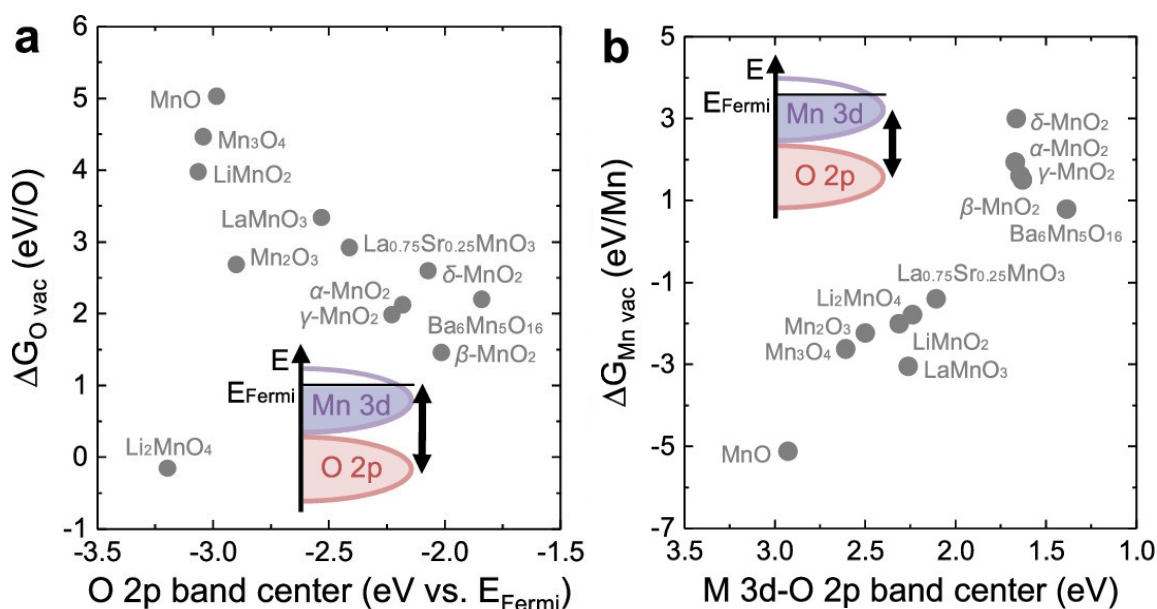 a
ΔGO vac (eV/O)
6
5
4
3
2
1
0
-1
MnO
Mn3O4
LiMnO2
LaMnO3
La0.75Sr0.25MnO3
Mn2O3
δ-MnO2
α-MnO2
γ-MnO2
Ba6Mn5O16
β-MnO2
Li2MnO4
E
EFermi
Mn 3d
O 2p
-3.5 -3.0 -2.5 -2.0 -1.5
O 2p band center (eV vs. EFermi)
b
ΔGMn vac (eV/Mn)
5
3
1
-1
-3
-5
-7
E
EFermi
Mn 3d
O 2p
δ-MnO2
α-MnO2
γ-MnO2
β-MnO2
Ba6Mn5O16
La0.75Sr0.25MnO3
Li2MnO4
Mn2O3
LiMnO2
Mn3O4
LaMnO3
MnO
3.5 3.0 2.5 2.0 1.5 1.0
M 3d-O 2p band center (eV)